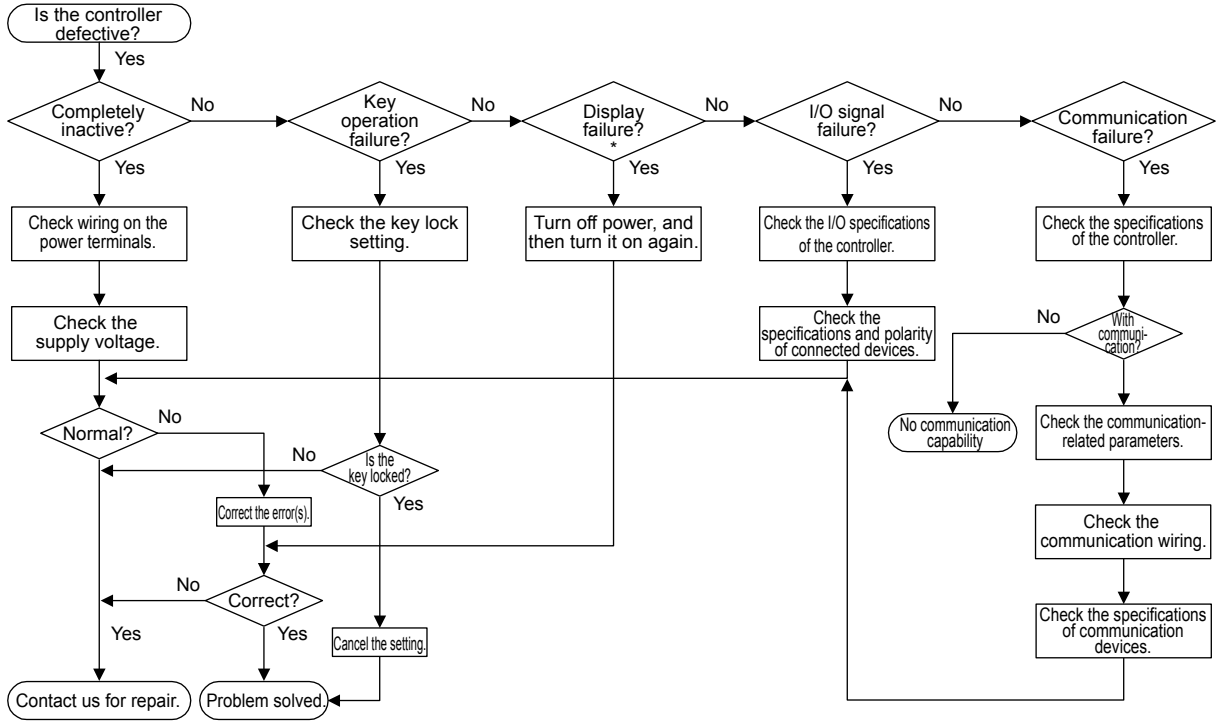 Is the controller
defective?
Yes
Completely
inactive?
No
Yes
Key
operation
failure?
No
Yes
Display
failure?
*
No
Yes
I/O signal
failure?
No
Yes
Communication
failure?
Yes
Check wiring on the
power terminals.
Check the key lock
setting.
Turn off power, and
then turn it on again.
Check the I/O specifications
of the controller.
Check the specifications
of the controller.
Check the
supply voltage.
Check the
specifications and polarity
of connected devices.
No
With
communi-
cation?
No communication
capability
Check the communication-
related parameters.
Normal?
No
No
Is the
key locked?
Yes
Correct the error(s).
Check the
communication wiring.
No
Correct?
Yes
Yes
Cancel the setting.
Check the specifications
of communication
devices.
Contact us for repair.
Problem solved.